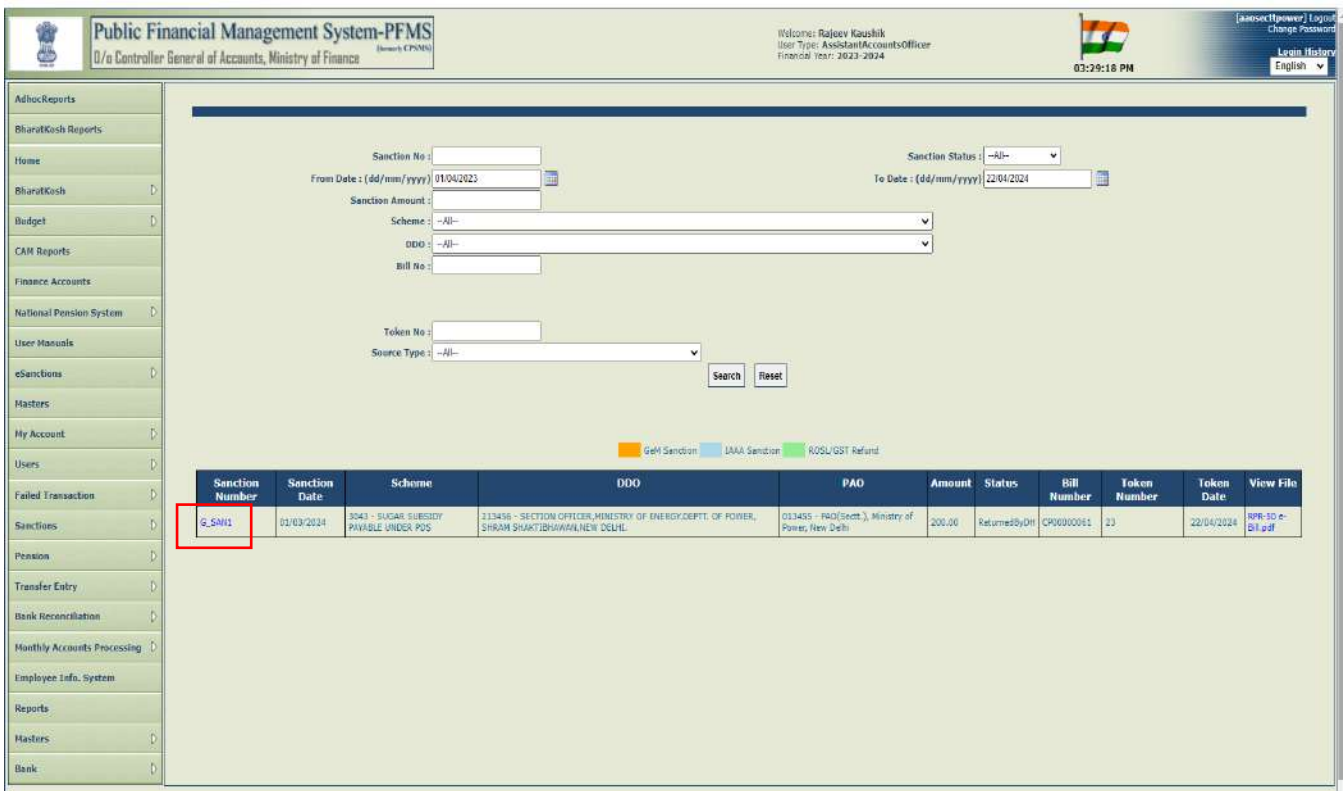 Public Financial Management System-PFMS
(formerly CPSMS)
O/o Controller General of Accounts, Ministry of Finance
Welcome: Rajeev Kaushik
User Type: AssistantAccountsOfficer
Financial Year: 2023-2024
03:29:18 PM
[aaosecttpower] Logout
Change Password
Login History
English
AdhocReports
BharatKosh Reports
Home
BharatKosh
Budget
CAM Reports
Finance Accounts
National Pension System
User Manuals
eSanctions
Masters
My Account
Users
Failed Transaction
Sanctions
Pension
Transfer Entry
Bank Reconciliation
Monthly Accounts Processing
Employee Info. System
Reports
Masters
Bank
Sanction No :
Sanction Status : --All--
From Date : (dd/mm/yyyy) 01/04/2023
To Date : (dd/mm/yyyy) 22/04/2024
Sanction Amount :
Scheme : --All--
DDO : --All--
Bill No :
Token No :
Source Type : --All--
Search Reset
GeM Sanction IAAA Sanction ROSL/GST Refund
Sanction Number Sanction Date Scheme DDO PAO Amount Status Bill Number Token Number Token Date View File
G_SAN1 01/03/2024 3043 - SUGAR SUBSIDY PAYABLE UNDER PDS 213456 - SECTION OFFICER,MINISTRY OF ENERGY,DEPTT. OF POWER, SHRAM SHAKTIBHAWAN,NEW DELHI. 013455 - PAO(Sectt.), Ministry of Power, New Delhi 200.00 ReturnedByDH CP00000061 23 22/04/2024 RPR-SO e-Bill.pdf